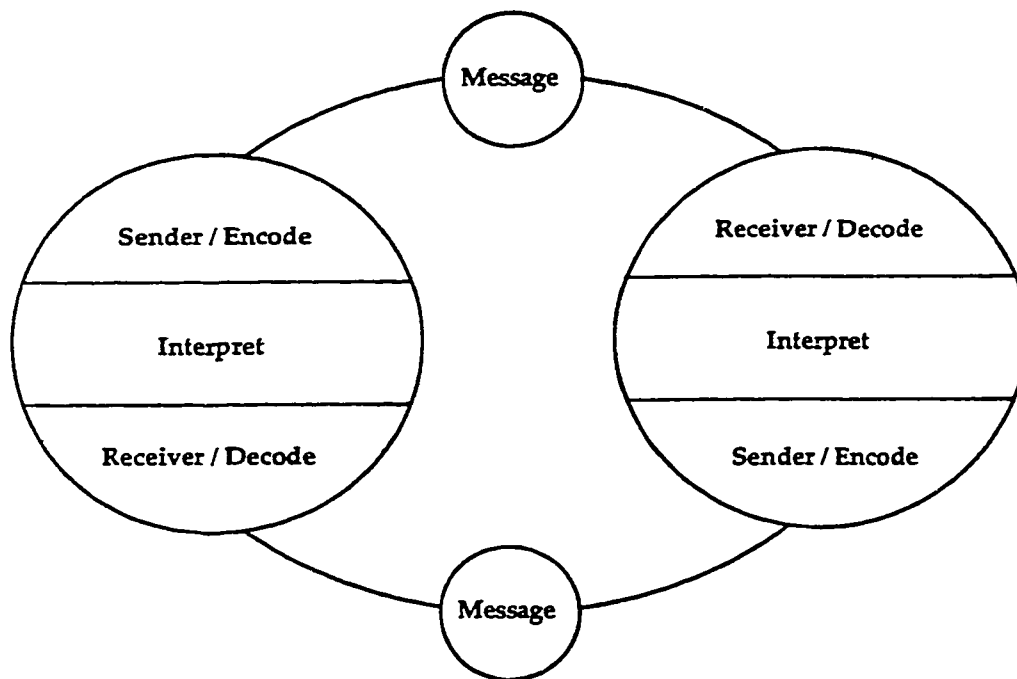 Message
Sender / Encode
Receiver / Decode
Interpret
Interpret
Receiver / Decode
Sender / Encode
Message